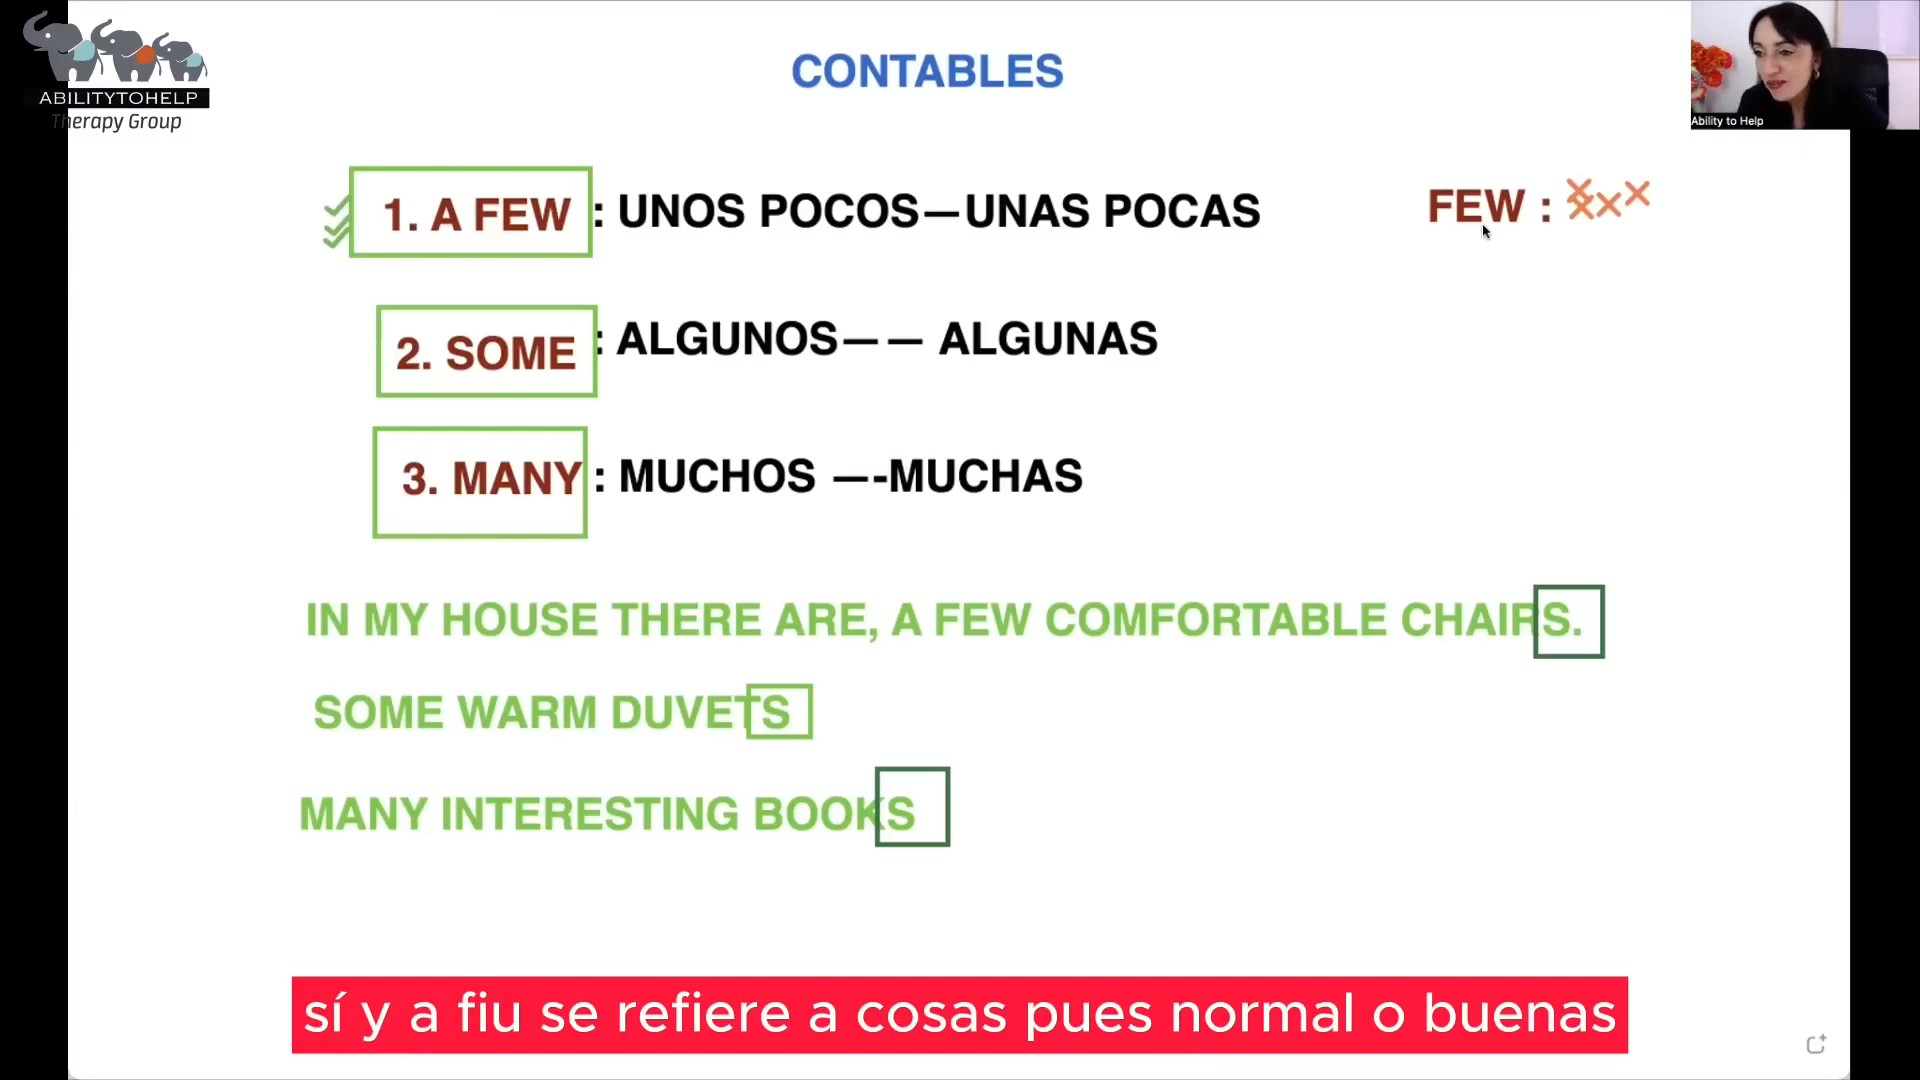 ABILITYTOHELP
Therapy Group
CONTABLES
Ability to Help
1. A FEW : UNOS POCOS—UNAS POCAS
FEW : xxxx
2. SOME : ALGUNOS—— ALGUNAS
3. MANY : MUCHOS —-MUCHAS
IN MY HOUSE THERE ARE, A FEW COMFORTABLE CHAIRS.
SOME WARM DUVETS
MANY INTERESTING BOOKS
sí y a fiu se refiere a cosas pues normal o buenas